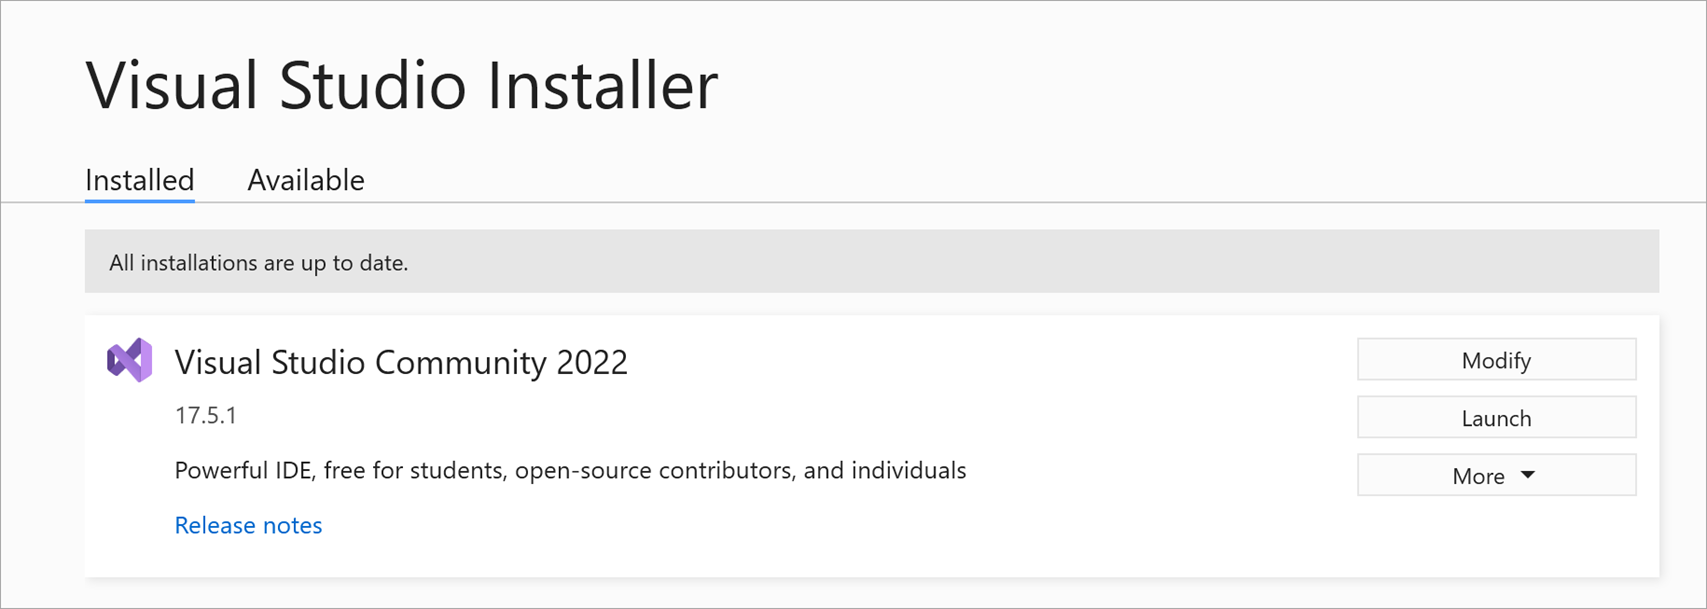 Visual Studio Installer
Installed Available
All installations are up to date.
Visual Studio Community 2022
17.5.1
Powerful IDE, free for students, open-source contributors, and individuals
Release notes
Modify
Launch
More